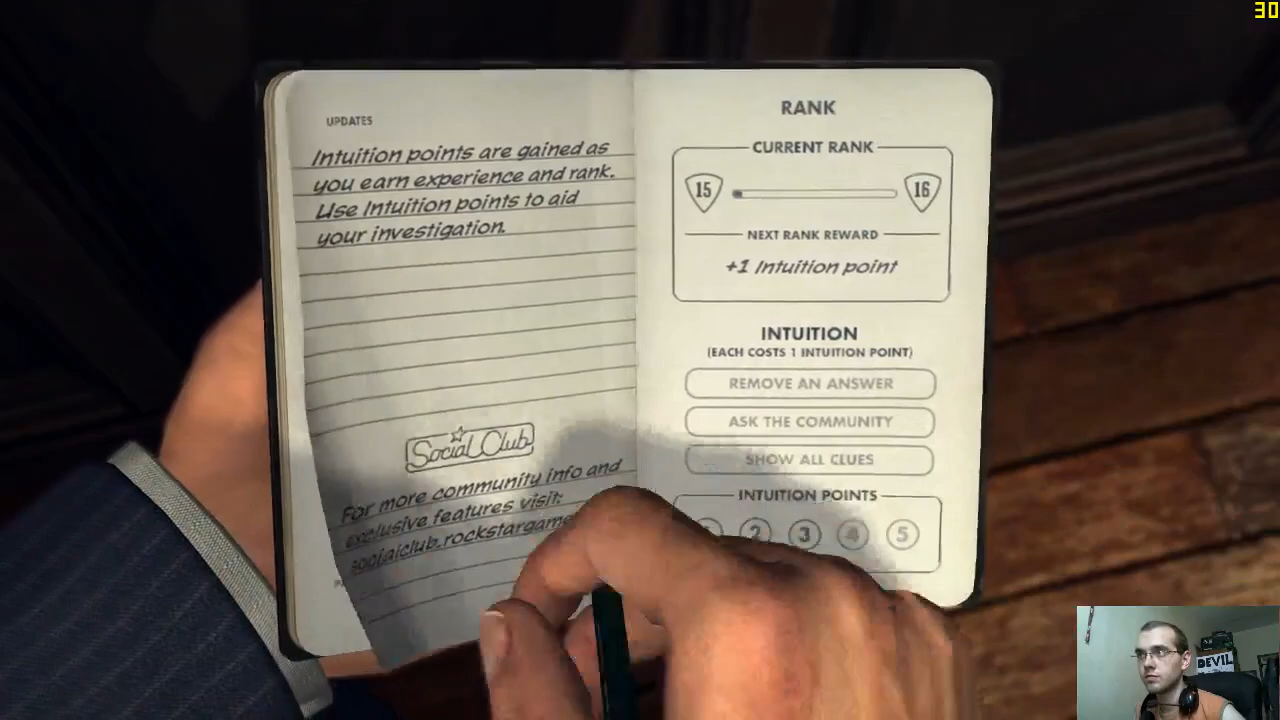 30
UPDATES
Intuition points are gained as
you earn experience and rank.
Use Intuition points to aid
your investigation.
Social Club
For more community info and
exclusive features visit:
socialclub.rockstargame
RANK
CURRENT RANK
15 16
NEXT RANK REWARD
+1 Intuition point
INTUITION
(EACH COSTS 1 INTUITION POINT)
REMOVE AN ANSWER
ASK THE COMMUNITY
SHOW ALL CLUES
INTUITION POINTS
2 3 4 5
DEVIL